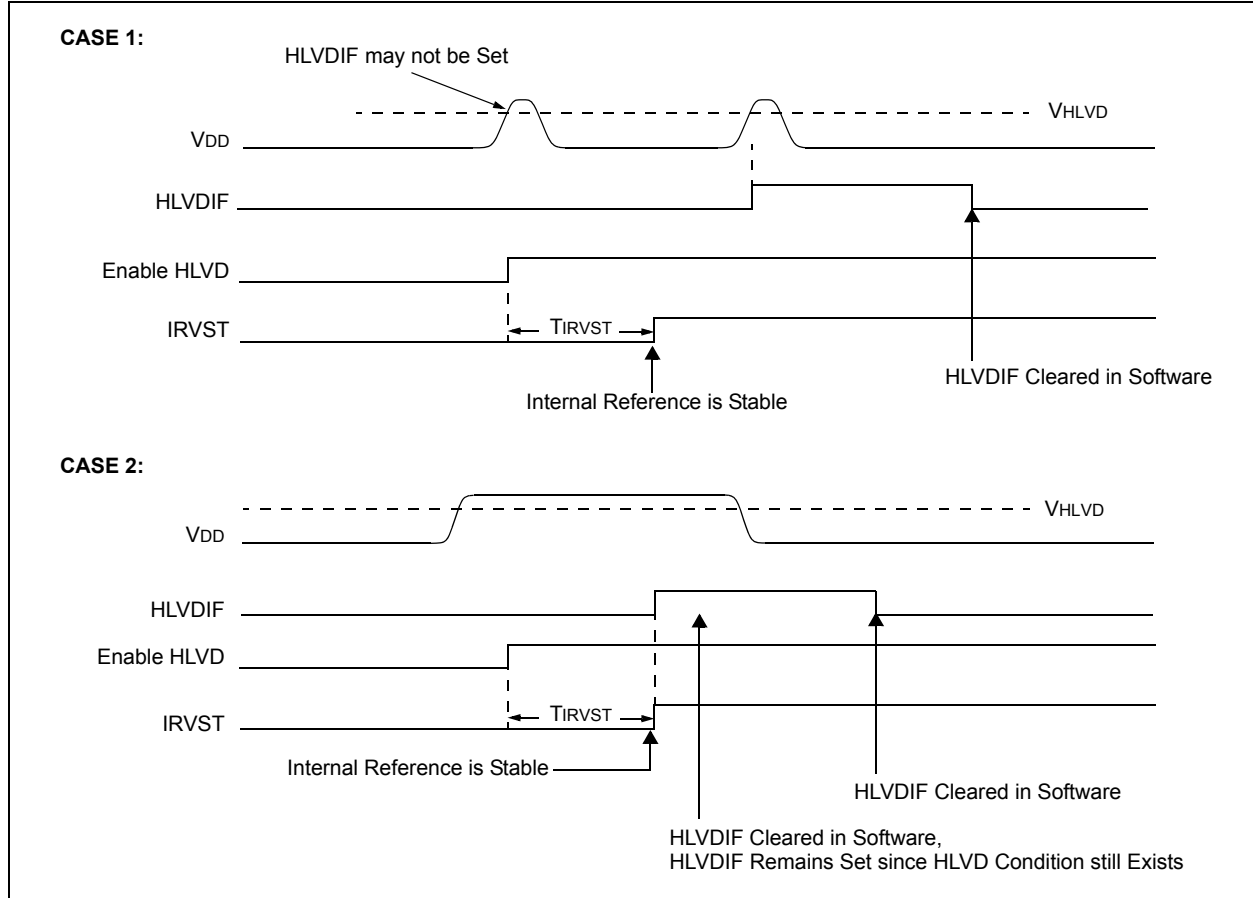 CASE 1:
HLVDIF may not be Set
VHLVD
VDD
HLVDIF
Enable HLVD
IRVST
TIRVST
HLVDIF Cleared in Software
Internal Reference is Stable
CASE 2:
VHLVD
VDD
HLVDIF
Enable HLVD
IRVST
TIRVST
Internal Reference is Stable
HLVDIF Cleared in Software
HLVDIF Cleared in Software,
HLVDIF Remains Set since HLVD Condition still Exists